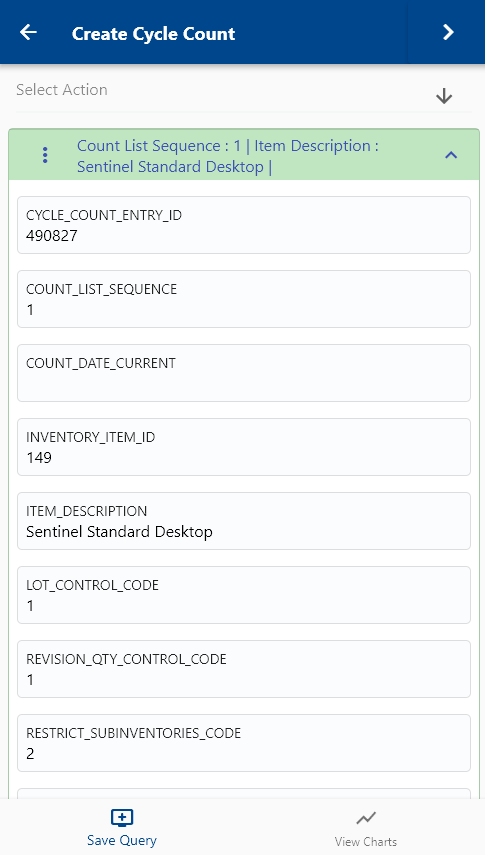 Create Cycle Count
Select Action
Count List Sequence : 1 | Item Description :
Sentinel Standard Desktop |
CYCLE_COUNT_ENTRY_ID
490827
COUNT_LIST_SEQUENCE
1
COUNT_DATE_CURRENT
INVENTORY_ITEM_ID
149
ITEM_DESCRIPTION
Sentinel Standard Desktop
LOT_CONTROL_CODE
1
REVISION_QTY_CONTROL_CODE
1
RESTRICT_SUBINVENTORIES_CODE
2
Save Query
View Charts